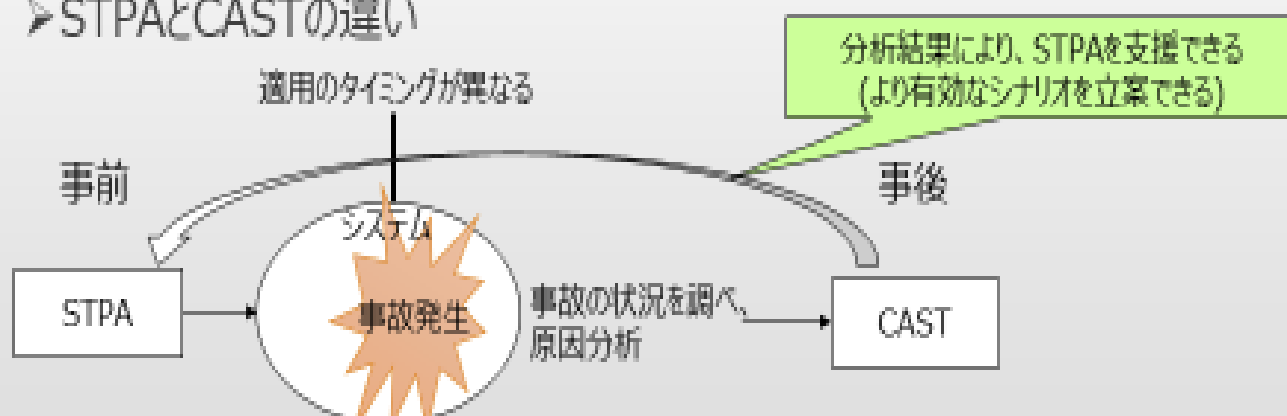 ➢STPAとCASTの違い
分析結果により、STPAを支援できる
(より有効なシナリオを立案できる)
適用のタイミングが異なる
事前
事後
システム
STPA
事故発生
事故の状況を調べ、
原因分析
CAST